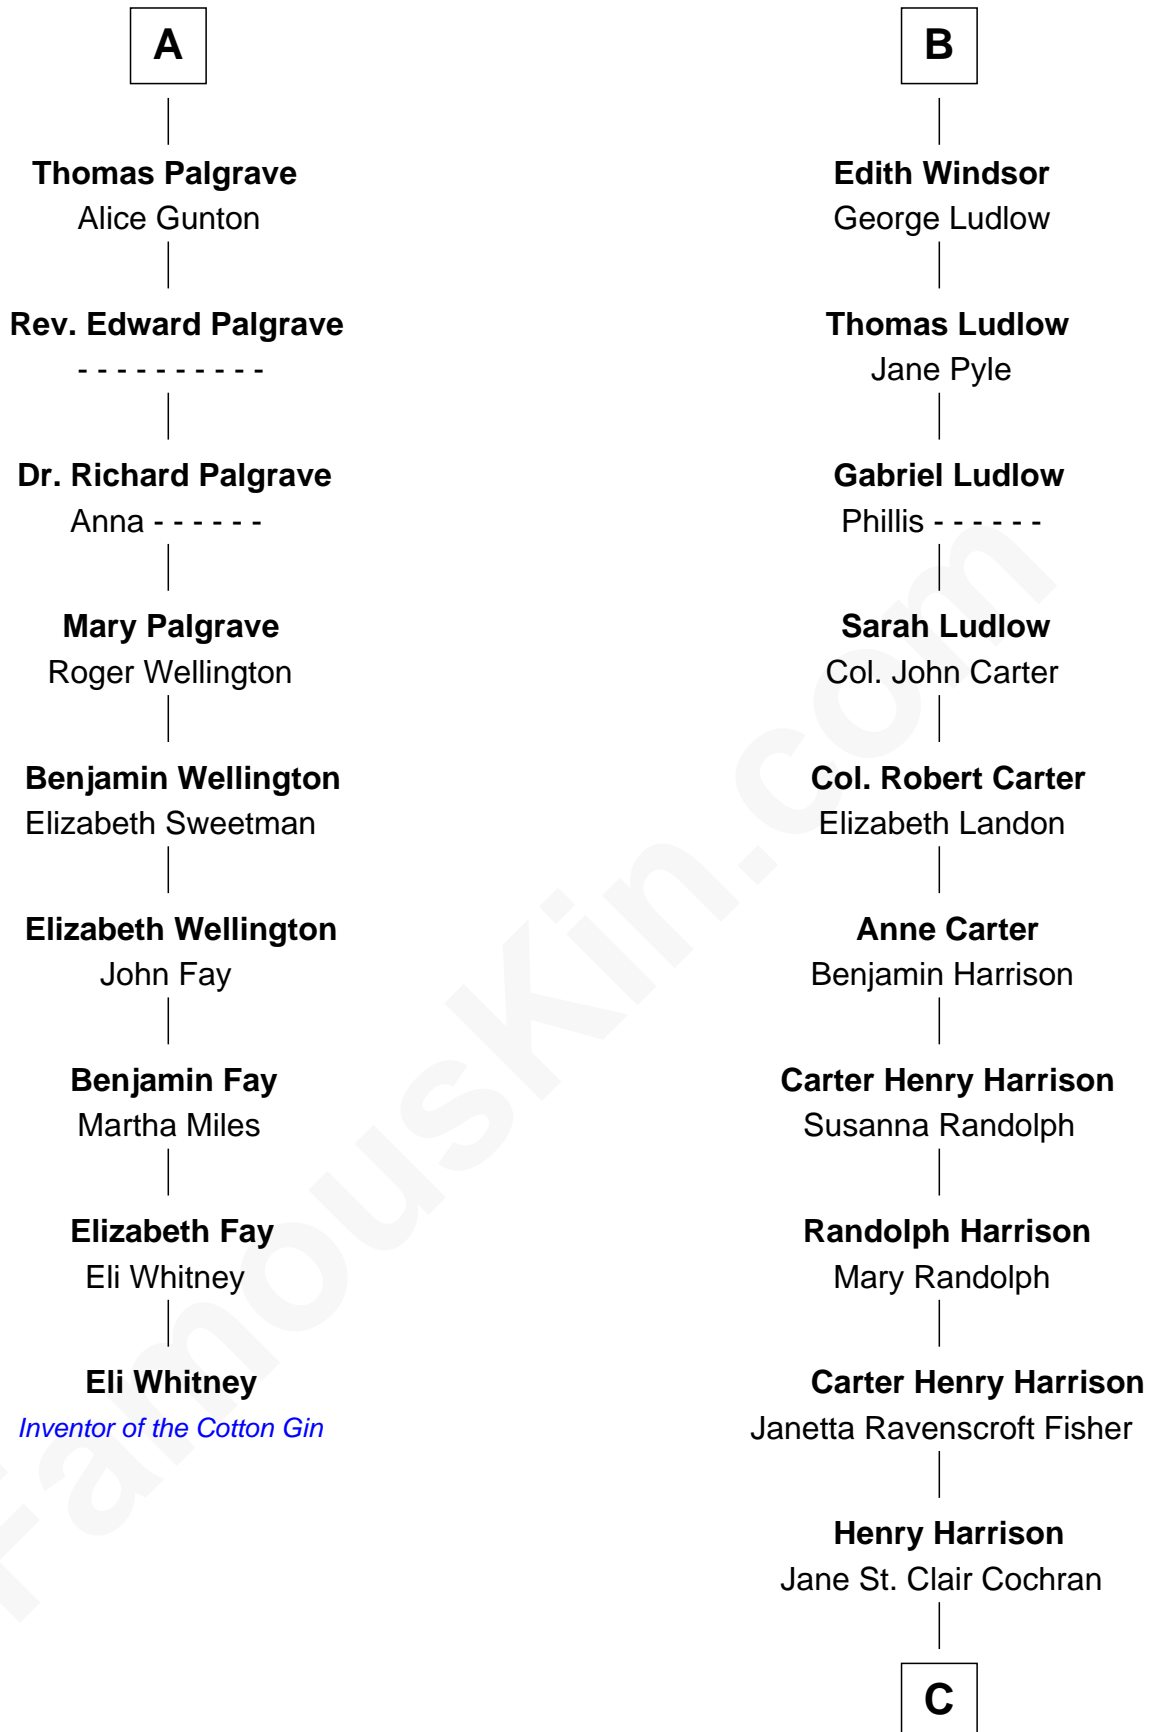 A
Thomas Palgrave
Alice Gunton
Rev. Edward Palgrave
- - - - - - - - - -
Dr. Richard Palgrave
Anna - - - - - -
Mary Palgrave
Roger Wellington
Benjamin Wellington
Elizabeth Sweetman
Elizabeth Wellington
John Fay
Benjamin Fay
Martha Miles
Elizabeth Fay
Eli Whitney
Eli Whitney
Inventor of the Cotton Gin
B
Edith Windsor
George Ludlow
Thomas Ludlow
Jane Pyle
Gabriel Ludlow
Phillis - - - - - -
Sarah Ludlow
Col. John Carter
Col. Robert Carter
Elizabeth Landon
Anne Carter
Benjamin Harrison
Carter Henry Harrison
Susanna Randolph
Randolph Harrison
Mary Randolph
Carter Henry Harrison
Janetta Ravenscroft Fisher
Henry Harrison
Jane St. Clair Cochran
C
FamousKin.com